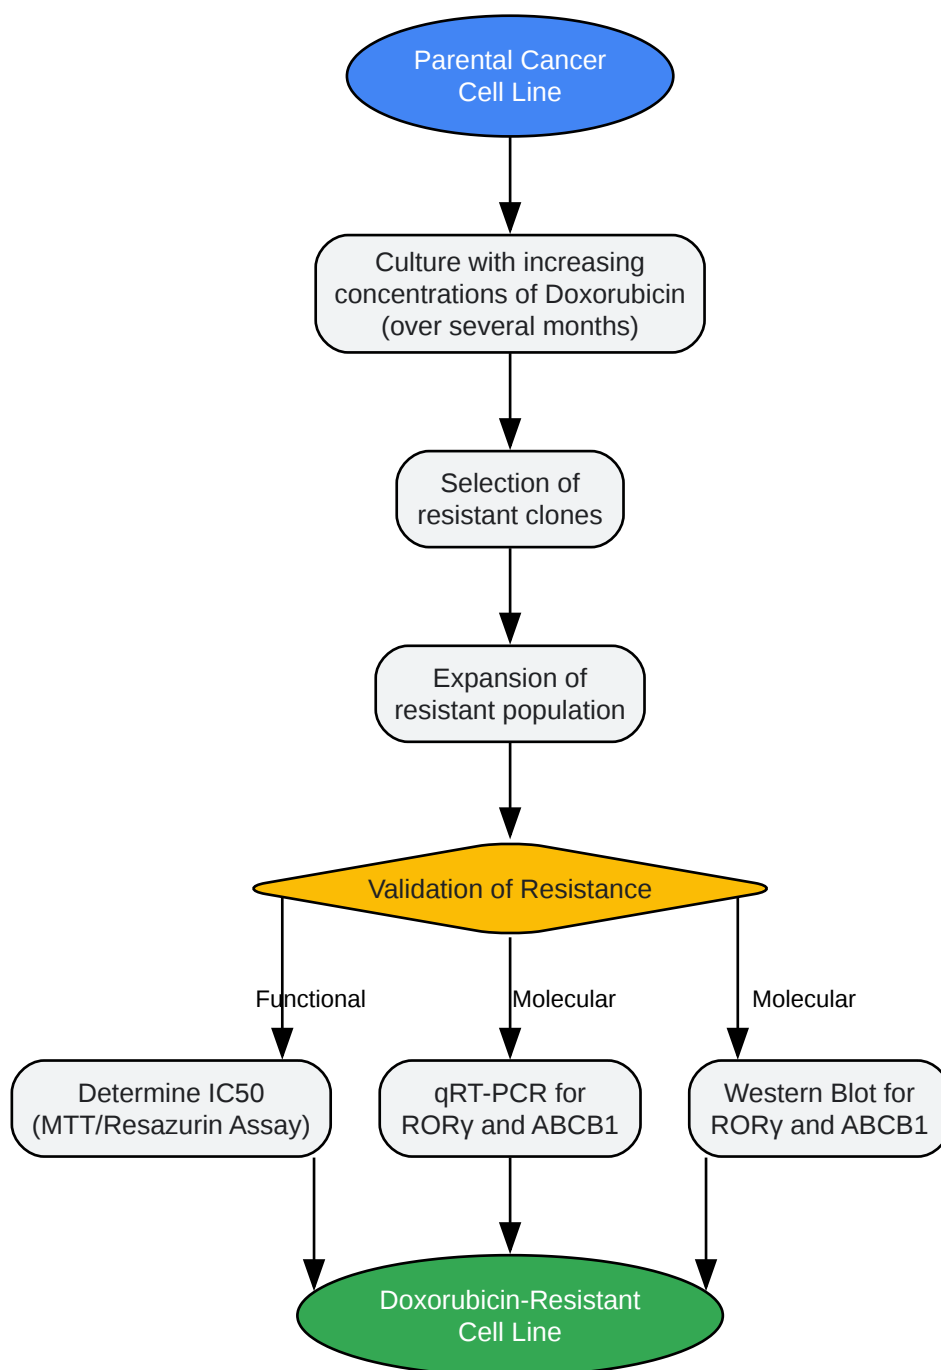 Parental Cancer
Cell Line
Culture with increasing
concentrations of Doxorubicin
(over several months)
Selection of
resistant clones
Expansion of
resistant population
Validation of Resistance
Functional
Molecular
Molecular
Determine IC50
(MTT/Resazurin Assay)
qRT-PCR for
RORγ and ABCB1
Western Blot for
RORγ and ABCB1
Doxorubicin-Resistant
Cell Line